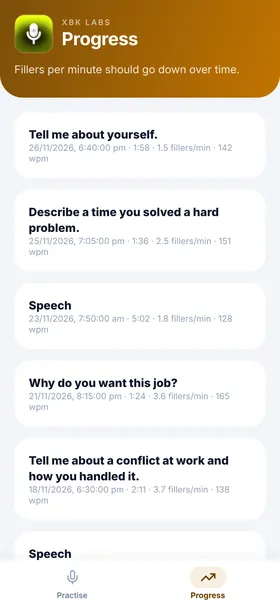 XBK LABS
Progress
Fillers per minute should go down over time.
Tell me about yourself.
26/11/2026, 6:40:00 pm · 1:58 · 1.5 fillers/min · 142
wpm
Describe a time you solved a hard
problem.
25/11/2026, 7:05:00 pm · 1:36 · 2.5 fillers/min · 151
wpm
Speech
23/11/2026, 7:50:00 am · 5:02 · 1.8 fillers/min · 128
wpm
Why do you want this job?
21/11/2026, 8:15:00 pm · 1:24 · 3.6 fillers/min · 165
wpm
Tell me about a conflict at work and
how you handled it.
18/11/2026, 6:30:00 pm · 2:11 · 3.7 fillers/min · 138
wpm
Speech
Practise
Progress